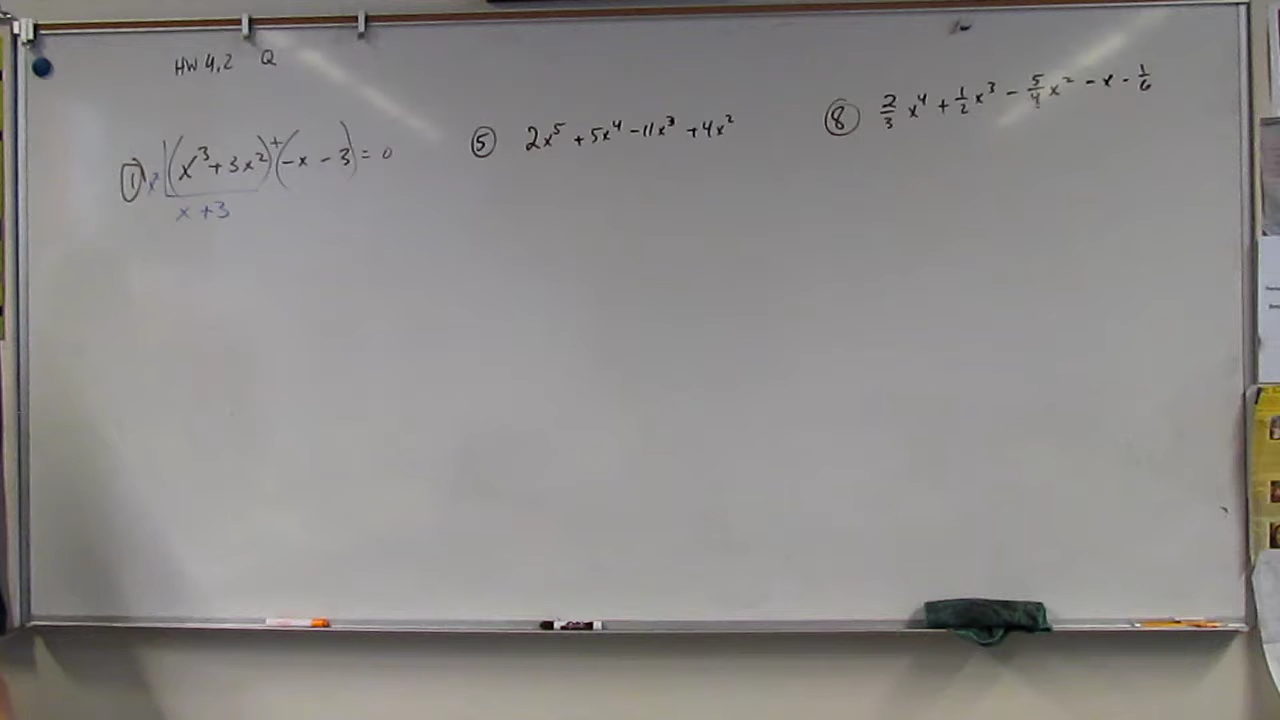 HW 4.2 Q
① x² | (x³ + 3x²) + (-x - 3) = 0
x + 3
⑤ 2x⁵ + 5x⁴ - 11x³ + 4x²
⑧ 2/3 x⁴ + 1/2 x³ - 5/4 x² - x - 1/6